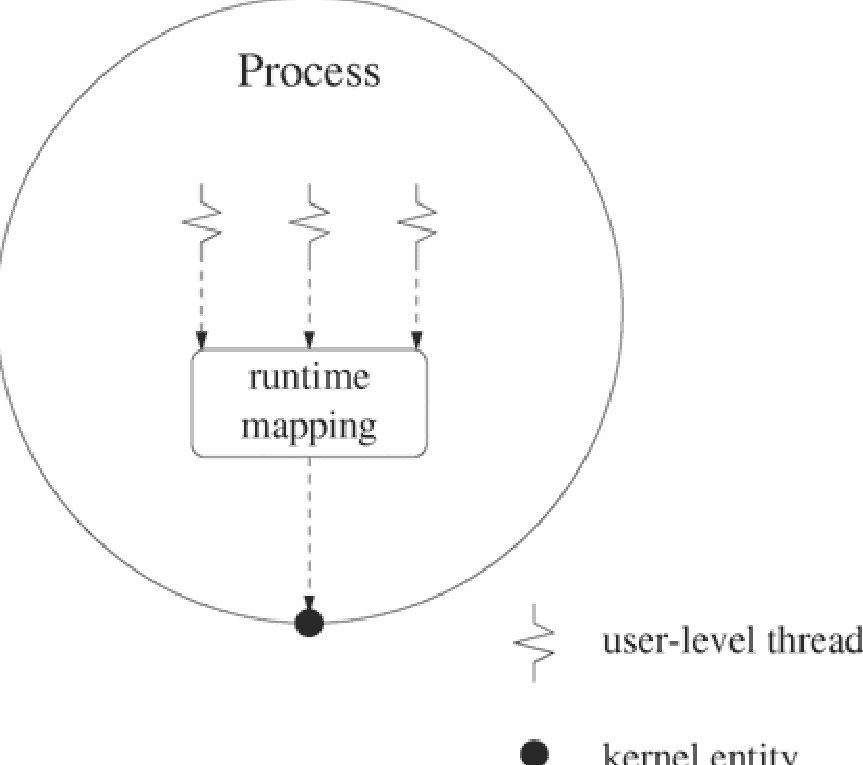 Process
runtime
mapping
user-level thread
kernel entity